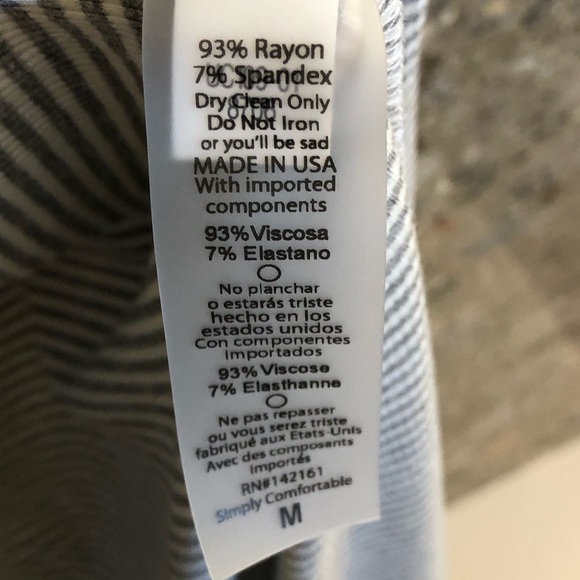 93% Rayon
7% Spandex
Dry Clean Only
Do Not Iron
or you'll be sad
MADE IN USA
With imported
components
93% Viscosa
7% Elastano
No planchar
o estarás triste
hecho en los
estados unidos
Con componentes
Importados
93% Viscose
7% Elasthanne
Ne pas repasser
ou vous serez triste
fabriqué aux Etats-Unis
Avec des composants
Importés
RN#142161
Simply Comfortable
M